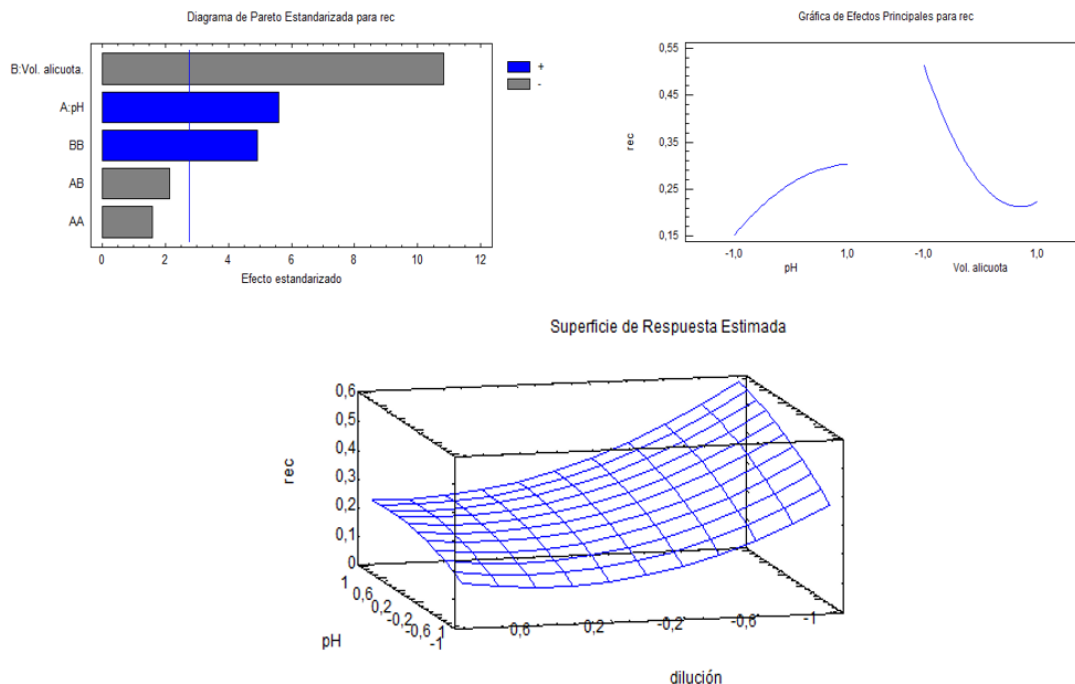 Diagrama de Pareto Estandarizada para rec
B:Vol. alicuota.
A:pH
BB
AB
AA
0 2 4 6 8 10 12
Efecto estandarizado
+
-
Gráfica de Efectos Principales para rec
0,55
0,45
0,35
0,25
0,15
rec
-1,0 1,0 -1,0 1,0
pH Vol. alicuota
Superficie de Respuesta Estimada
0,6
0,5
0,4
0,3
0,2
0,1
0
rec
1
0,6
0,2
-0,2
-0,6
-1
pH
1 0,6 0,2 -0,2 -0,6 -1
dilución